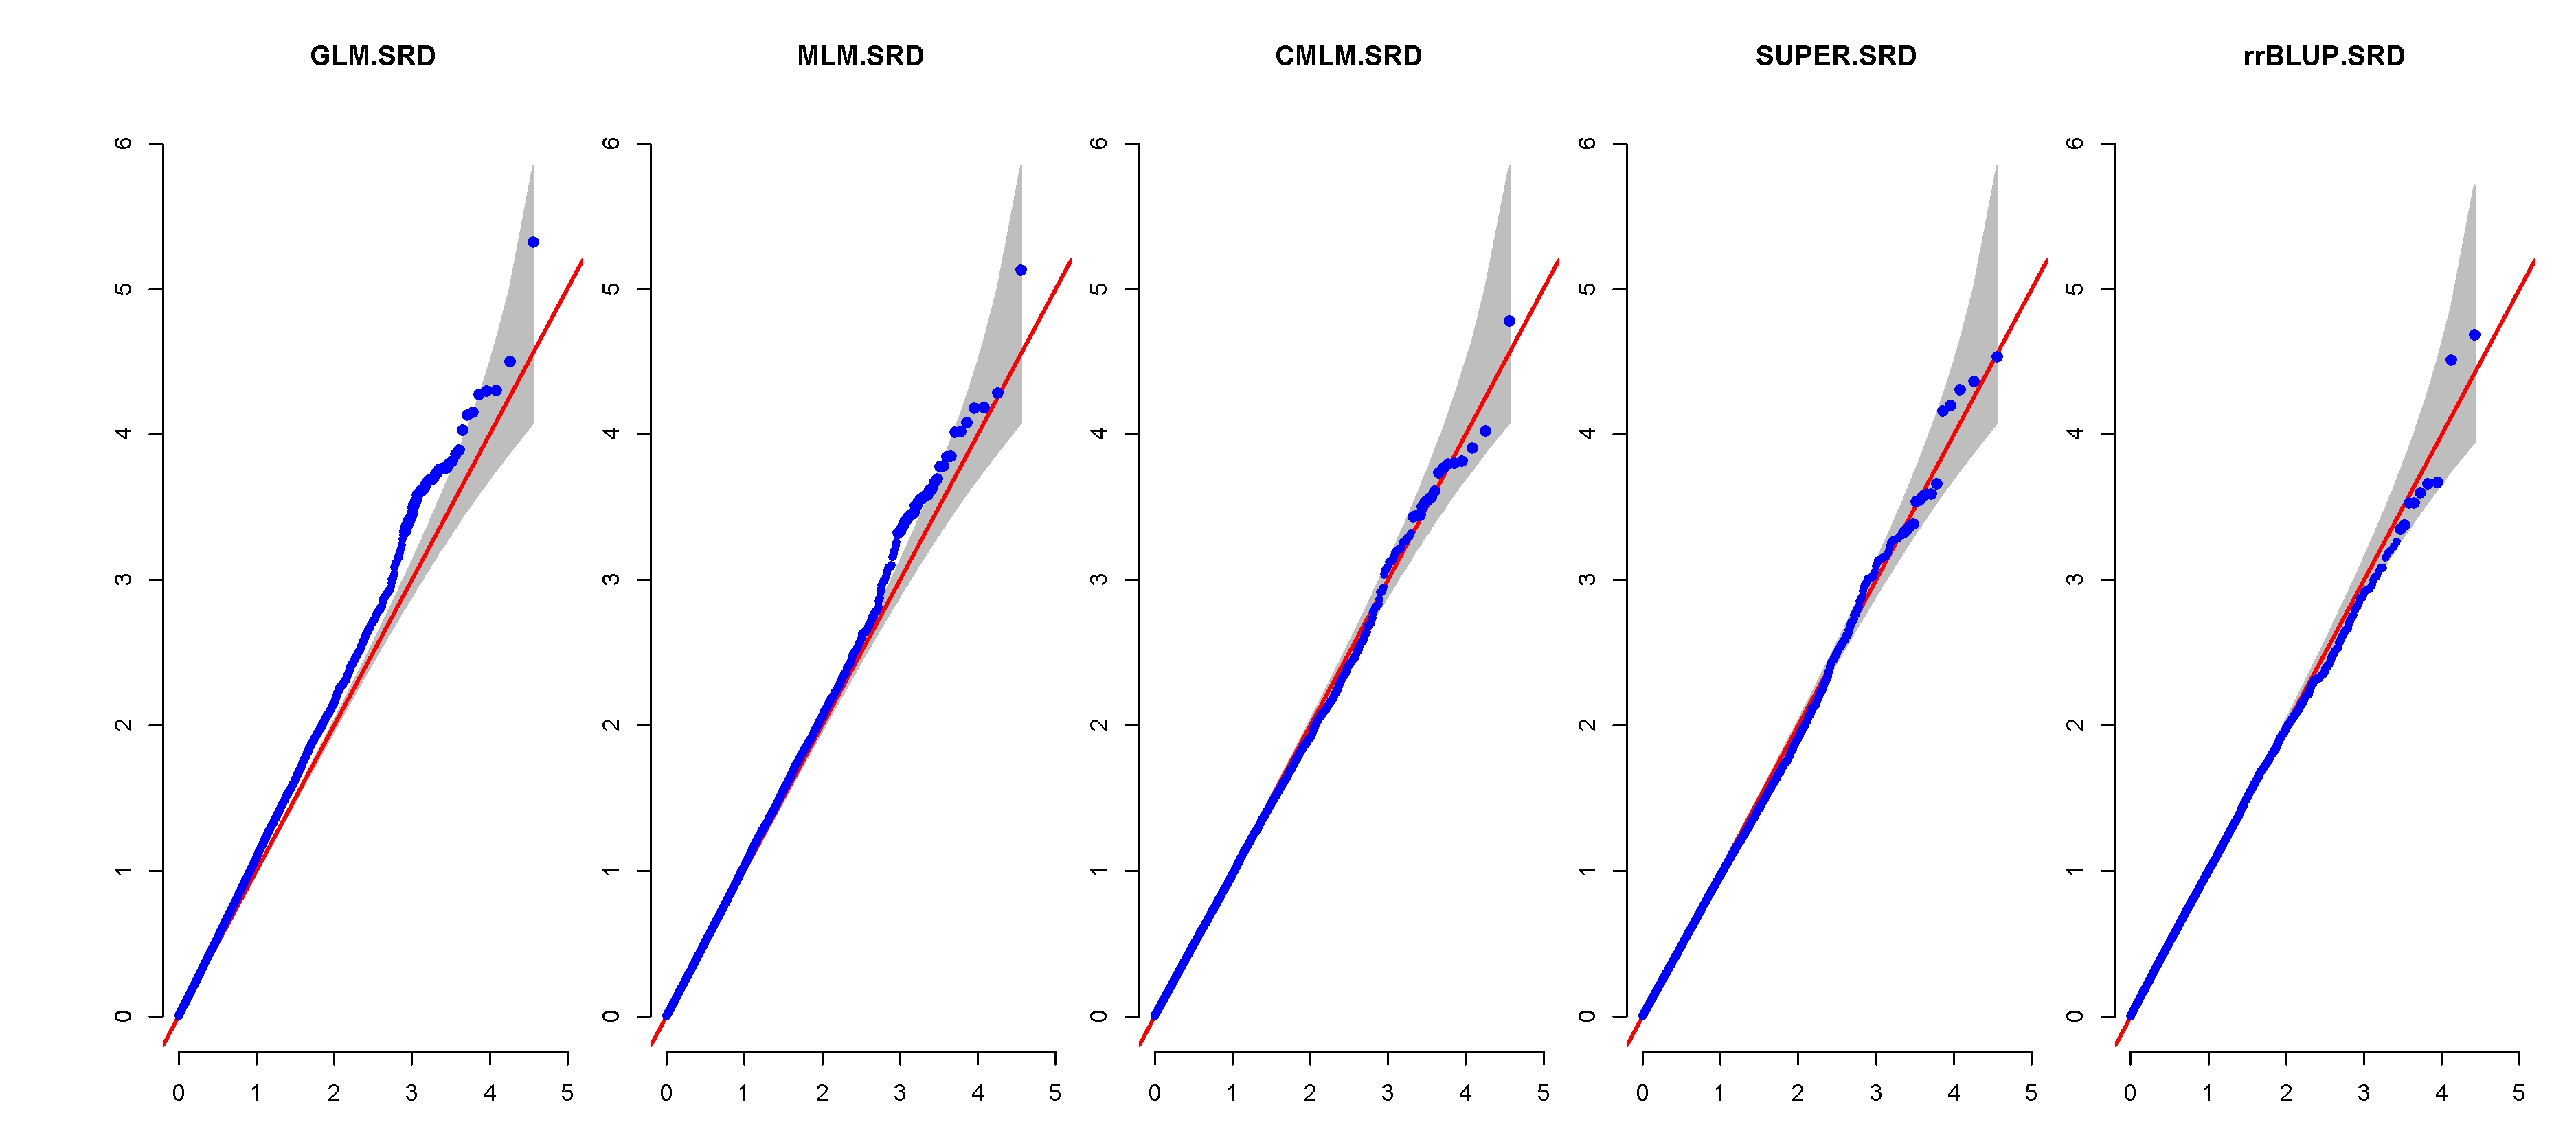 GLM.SRD MLM.SRD CMLM.SRD SUPER.SRD rrBLUP.SRD
6 6 6 6 6
5 5 5 5 5
4 4 4 4 4
3 3 3 3 3
2 2 2 2 2
1 1 1 1 1
0 0 0 0 0
0 1 2 3 4 5 0 1 2 3 4 5 0 1 2 3 4 5 0 1 2 3 4 5 0 1 2 3 4 5